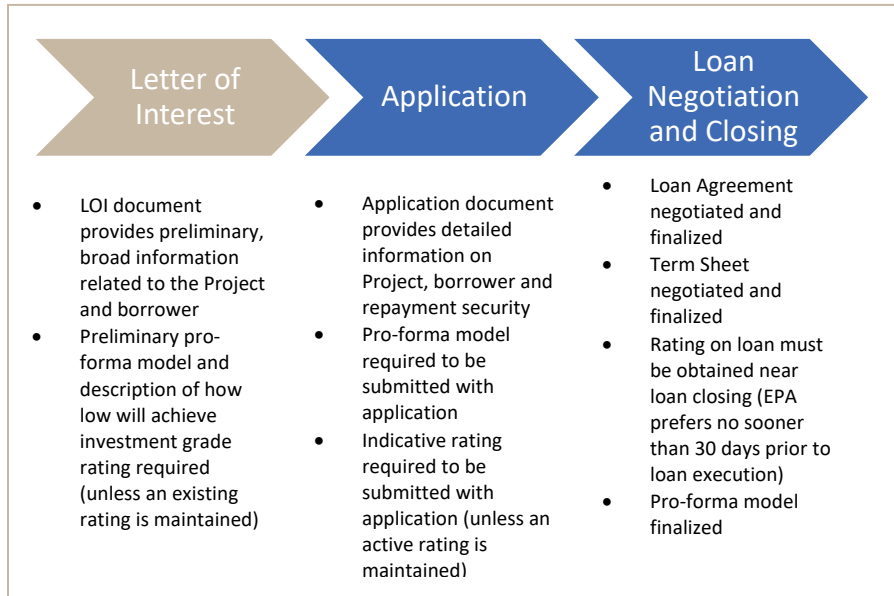 Letter of
Interest
LOI document
provides preliminary,
broad information
related to the Project
and borrower
Preliminary pro-
forma model and
description of how
low will achieve
investment grade
rating required
(unless an existing
rating is maintained)
Application
Application document
provides detailed
information on
Project, borrower and
repayment security
Pro-forma model
required to be
submitted with
application
Indicative rating
required to be
submitted with
application (unless an
active rating is
maintained)
Loan
Negotiation
and Closing
Loan Agreement
negotiated and
finalized
Term Sheet
negotiated and
finalized
Rating on loan must
be obtained near
loan closing (EPA
prefers no sooner
than 30 days prior to
loan execution)
Pro-forma model
finalized